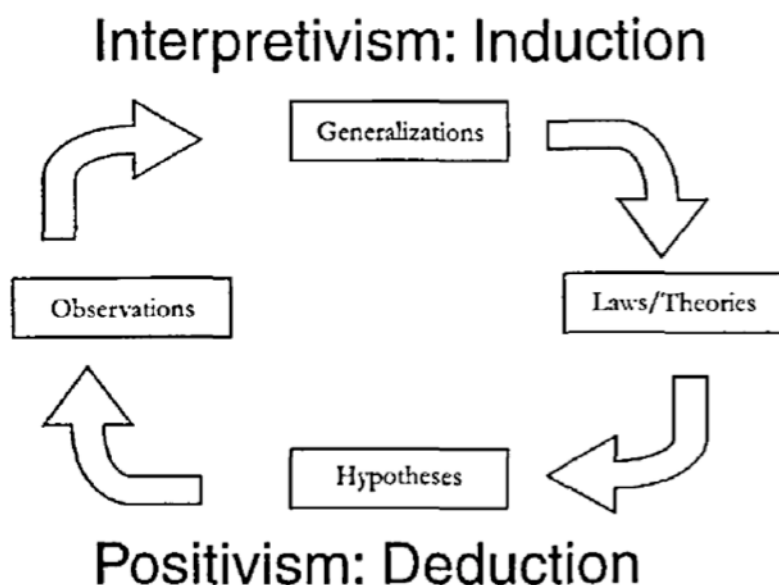 Interpretivism: Induction
Generalizations
Observations
Laws/Theories
Hypotheses
Positivism: Deduction